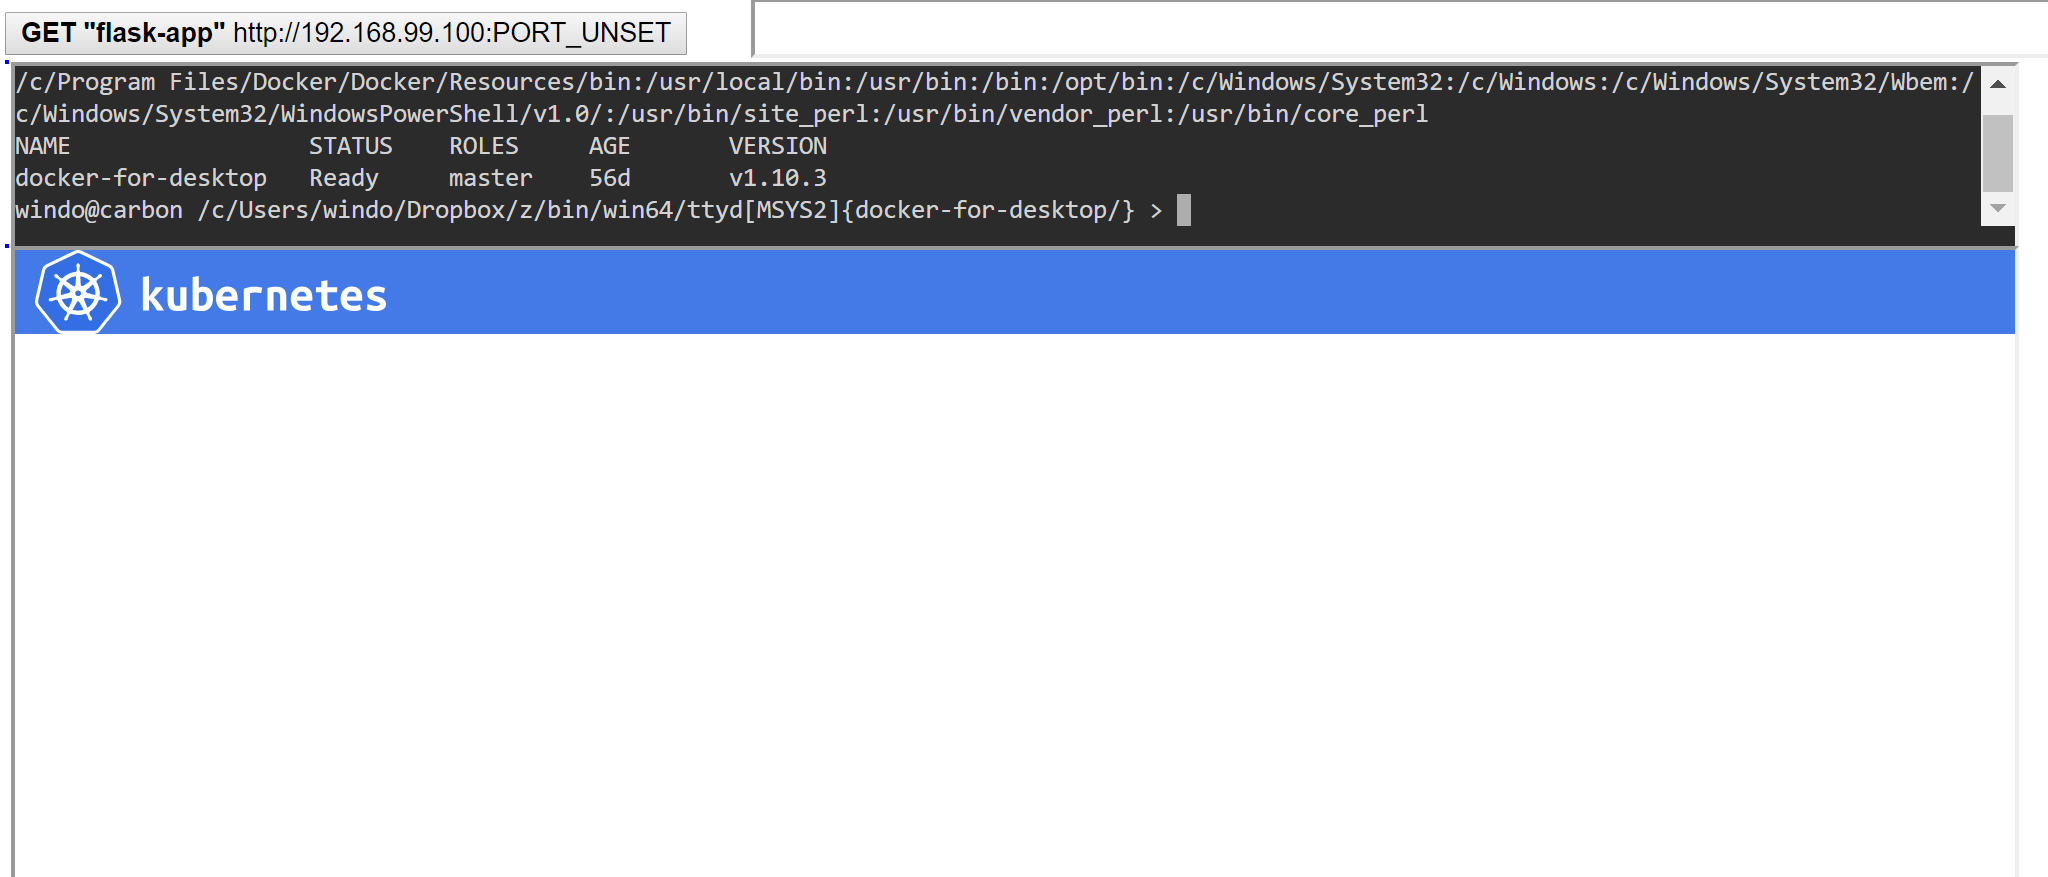 GET "flask-app" http://192.168.99.100:PORT_UNSET
/c/Program Files/Docker/Docker/Resources/bin:/usr/local/bin:/usr/bin:/bin:/opt/bin:/c/Windows/System32:/c/Windows:/c/Windows/System32/Wbem:/
c/Windows/System32/WindowsPowerShell/v1.0/:/usr/bin/site_perl:/usr/bin/vendor_perl:/usr/bin/core_perl
NAME STATUS ROLES AGE VERSION
docker-for-desktop Ready master 56d v1.10.3
windo@carbon /c/Users/windo/Dropbox/z/bin/win64/ttyd[MSYS2]{docker-for-desktop/} >
kubernetes